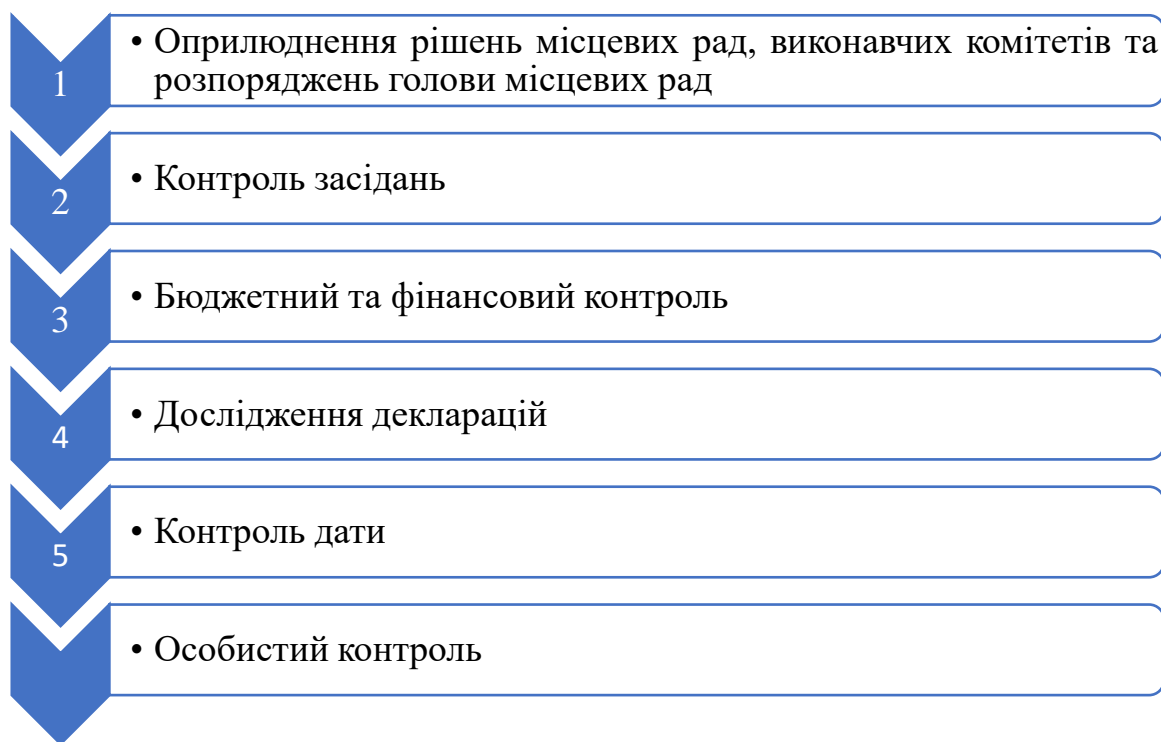 1
• Оприлюднення рішень місцевих рад, виконавчих комітетів та
розпоряджень голови місцевих рад
2
• Контроль засідань
3
• Бюджетний та фінансовий контроль
4
• Дослідження декларацій
5
• Контроль дати
• Особистий контроль